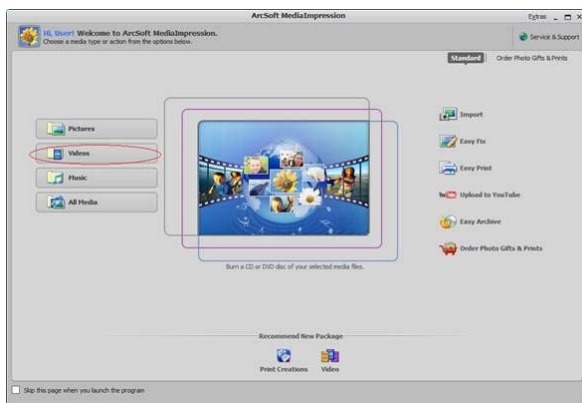 ArcSoft MediaImpression
Extras
Hi, User! Welcome to ArcSoft MediaImpression.
Choose a media type or action from the options below.
Service & Support
Standard
Order Photo Gifts & Prints
Pictures
Videos
Music
All Media
Import
Easy Fix
Easy Print
Upload to YouTube
Easy Archive
Order Photo Gifts & Prints
Burn a CD or DVD disc of your selected media files.
Recommend New Package
Print Creations
Video
Skip this page when you launch the program